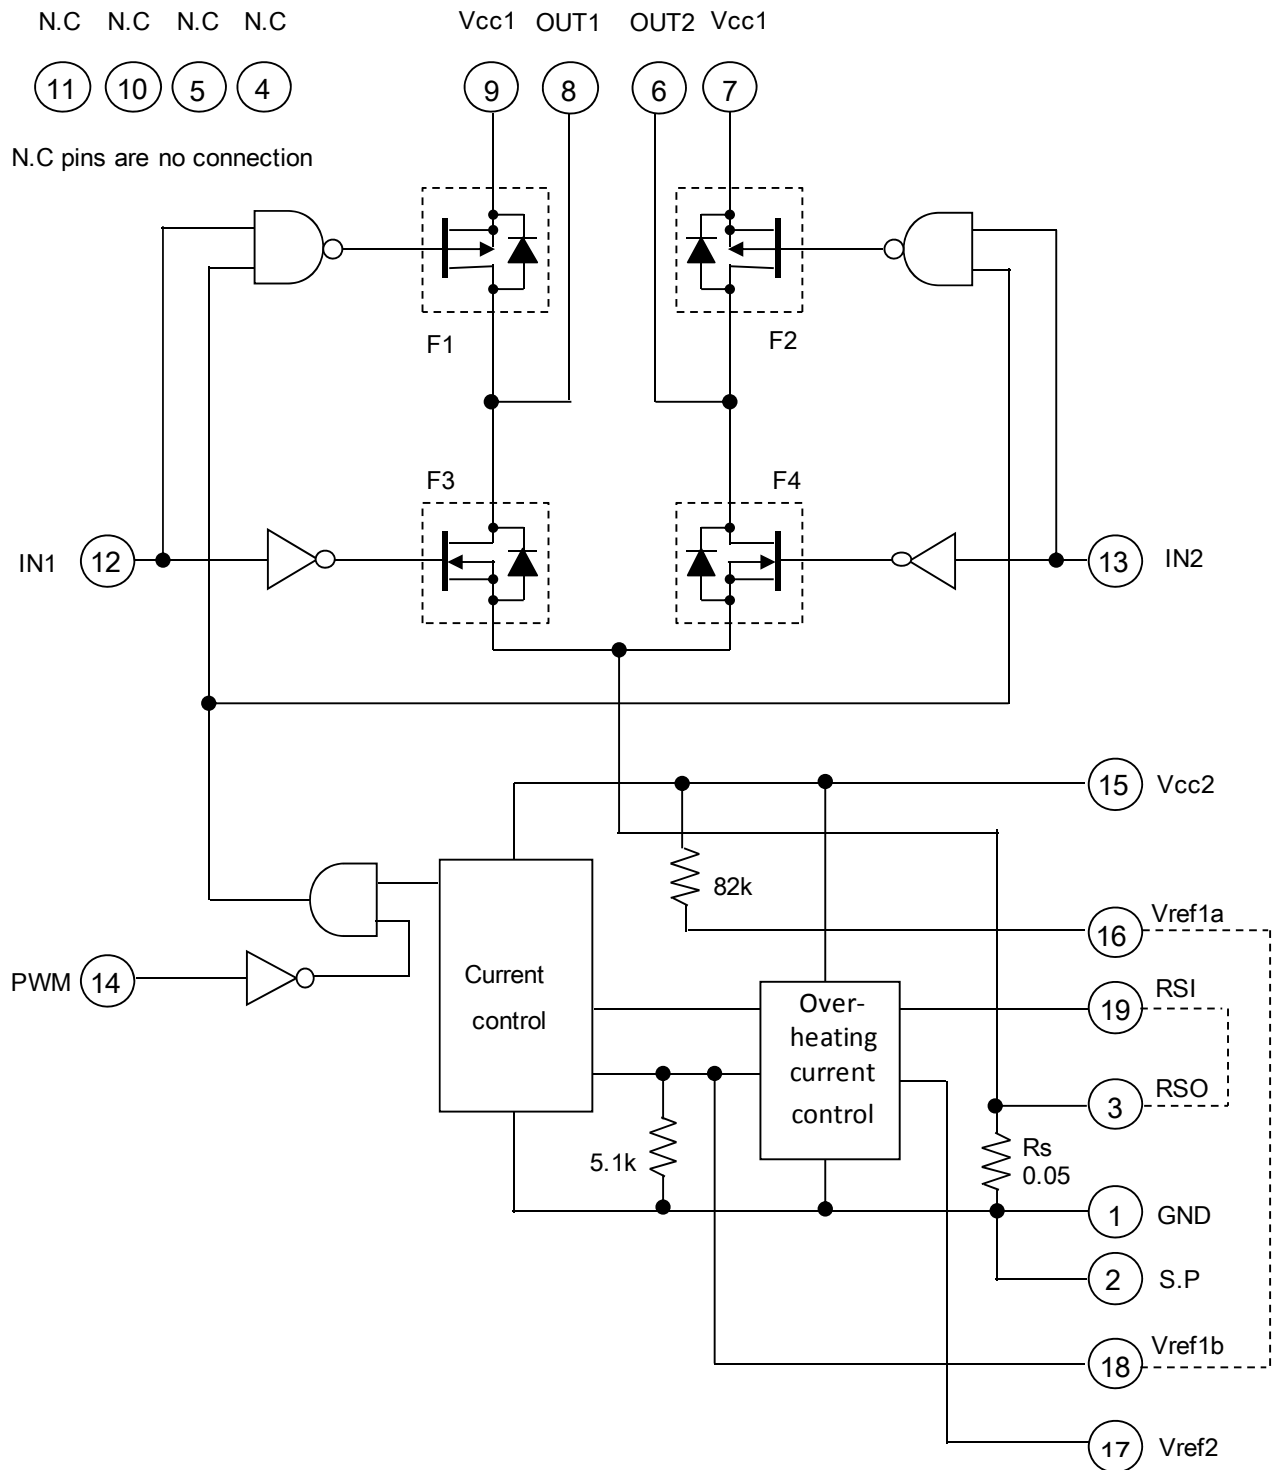 N.C N.C N.C N.C Vcc1 OUT1 OUT2 Vcc1
11 10 5 4 9 8 6 7
N.C pins are no connection
F1 F2
F3 F4
IN1 12 13 IN2
15 Vcc2
82k
16 Vref1a
PWM 14
Current
control
Over-
heating
current
control
19 RSI
3 RSO
5.1k
Rs
0.05
1 GND
2 S.P
18 Vref1b
17 Vref2